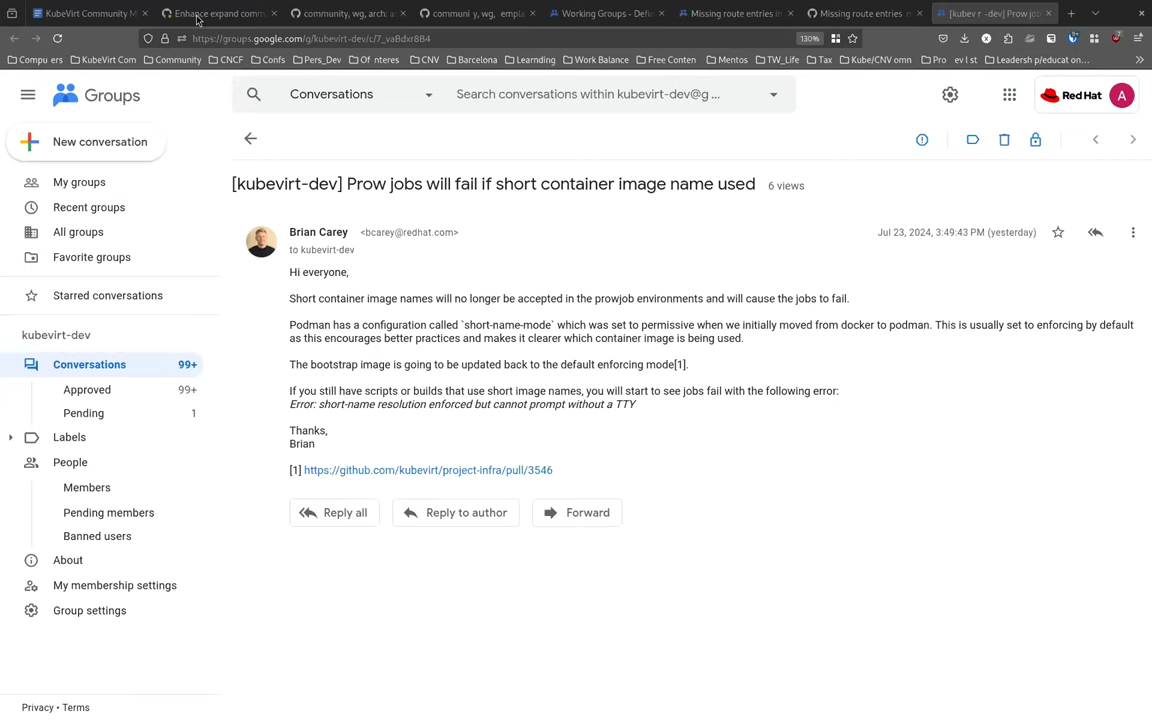 KubeVirt Community M
Enhance expand comm
community, wg, arch: a
Working Groups - Defi
Missing route entries in
Missing route entries
Prow jo
https://groups.google.com/g/kubevirt-dev/c/7_vaBdxr8B4
130%
KubeVirt Com
Community
CNCF
Confs
Pers_Dev
CNV
Barcelona
Learnding
Work Balance
Free Conten
Mentos
TW_Life
Tax
Kube/CNV omn
Groups
Conversations
Search conversations within kubevirt-dev@g ...
Red Hat
A
New conversation
My groups
Recent groups
All groups
Favorite groups
Starred conversations
kubevirt-dev
Conversations 99+
Approved 99+
Pending 1
Labels
People
Members
Pending members
Banned users
About
My membership settings
Group settings
Privacy • Terms
[kubevirt-dev] Prow jobs will fail if short container image name used 6 views
Brian Carey <bcarey@redhat.com> Jul 23, 2024, 3:49:43 PM (yesterday)
to kubevirt-dev
Hi everyone,
Short container image names will no longer be accepted in the prowjob environments and will cause the jobs to fail.
Podman has a configuration called `short-name-mode` which was set to permissive when we initially moved from docker to podman. This is usually set to enforcing by default
as this encourages better practices and makes it clearer which container image is being used.
The bootstrap image is going to be updated back to the default enforcing mode[1].
If you still have scripts or builds that use short image names, you will start to see jobs fail with the following error:
Error: short-name resolution enforced but cannot prompt without a TTY
Thanks,
Brian
[1] https://github.com/kubevirt/project-infra/pull/3546
Reply all
Reply to author
Forward